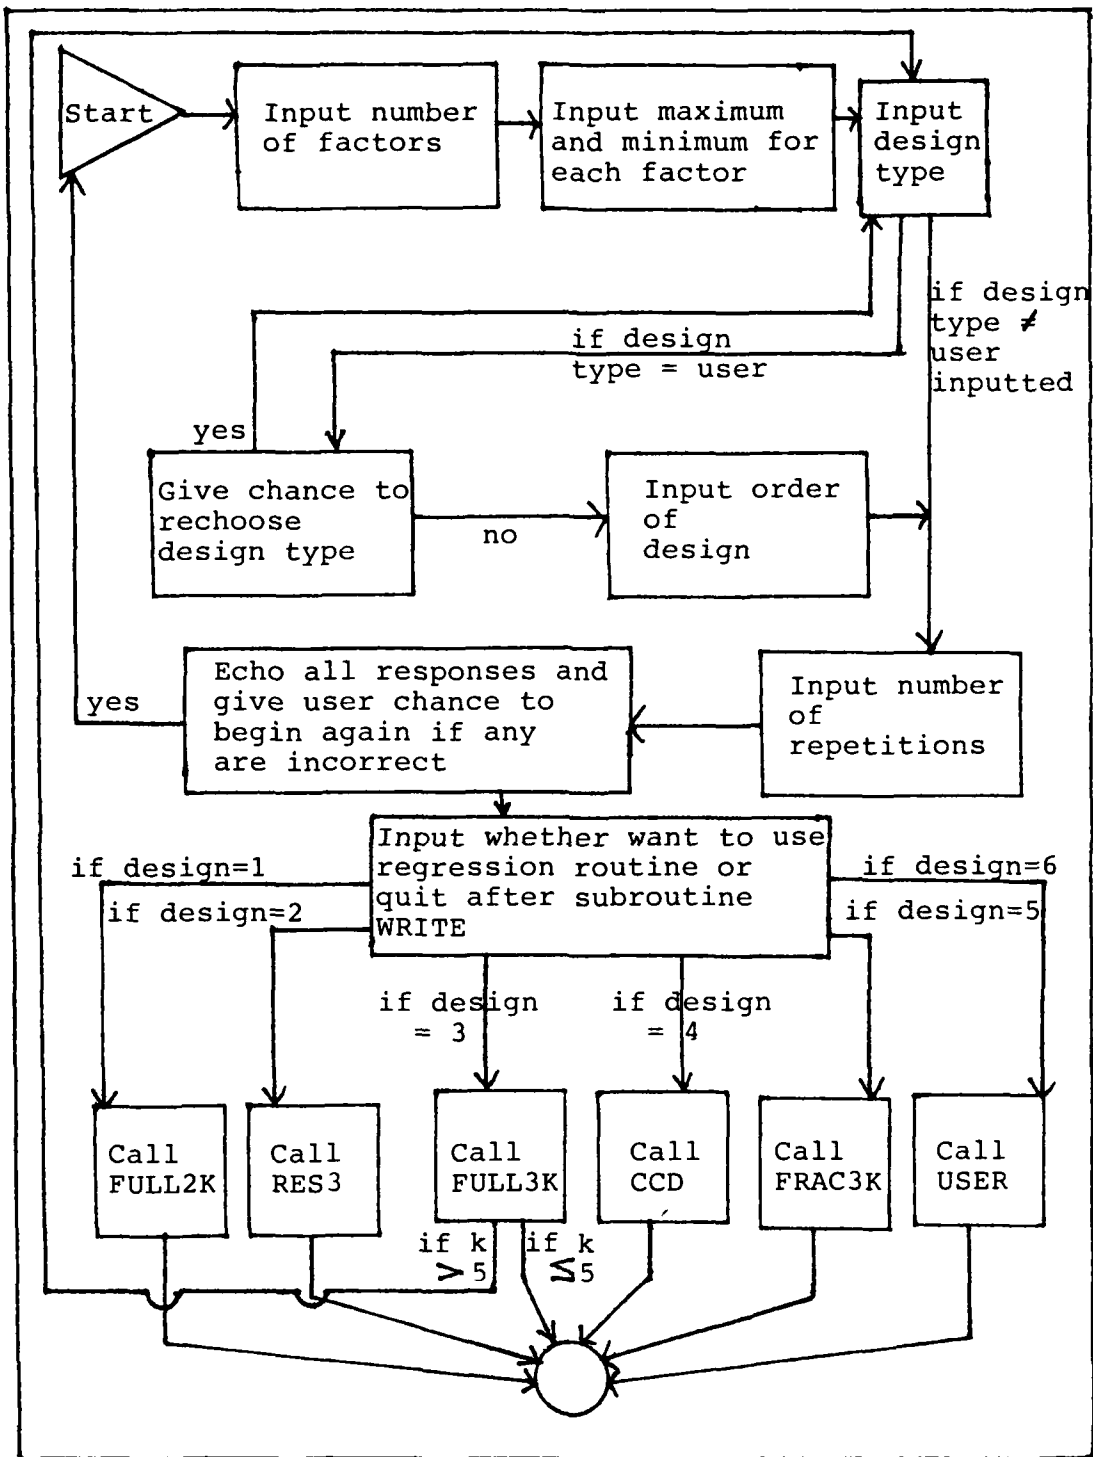 Start
Input number
of factors
Input maximum
and minimum for
each factor
Input
design
type
if design
type ≠
user
inputted
if design
type = user
yes
Give chance to
rechoose
design type
no
Input order
of
design
Echo all responses and
give user chance to
begin again if any
are incorrect
yes
Input number
of
repetitions
Input whether want to use
regression routine or
quit after subroutine
WRITE
if design=1
if design=2
if design=6
if design=5
if design
= 3
if design
= 4
Call
FULL2K
Call
RES3
Call
FULL3K
Call
CCD
Call
FRAC3K
Call
USER
if k
> 5
if k
≤5